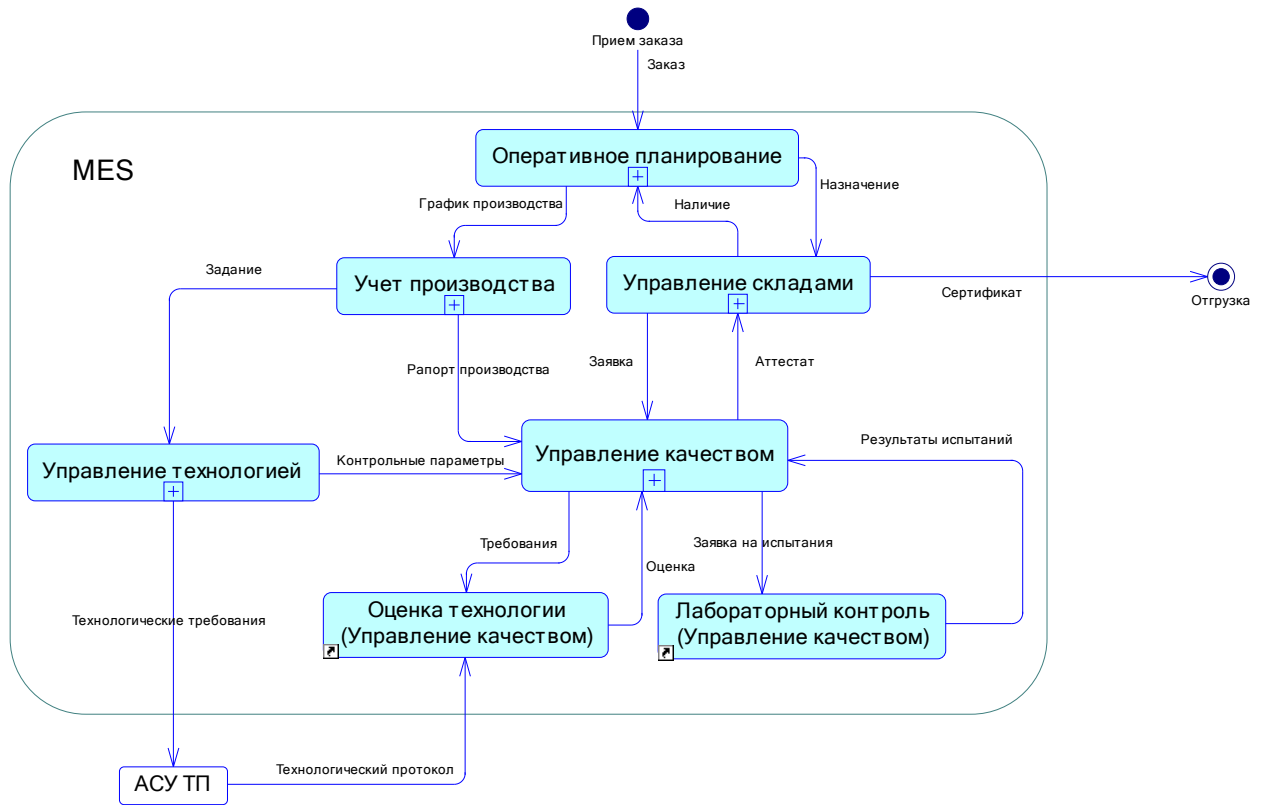 Прием заказа
Заказ
MES
Оперативное планирование
Назначение
График производства
Наличие
Задание
Учет производства
Управление складами
Сертификат
Отгрузка
Рапорт производства
Заявка
Аттестат
Управление технологией
Контрольные параметры
Управление качеством
Результаты испытаний
Требования
Заявка на испытания
Оценка
Технологические требования
Оценка технологии
(Управление качеством)
Лабораторный контроль
(Управление качеством)
АСУ ТП
Технологический протокол